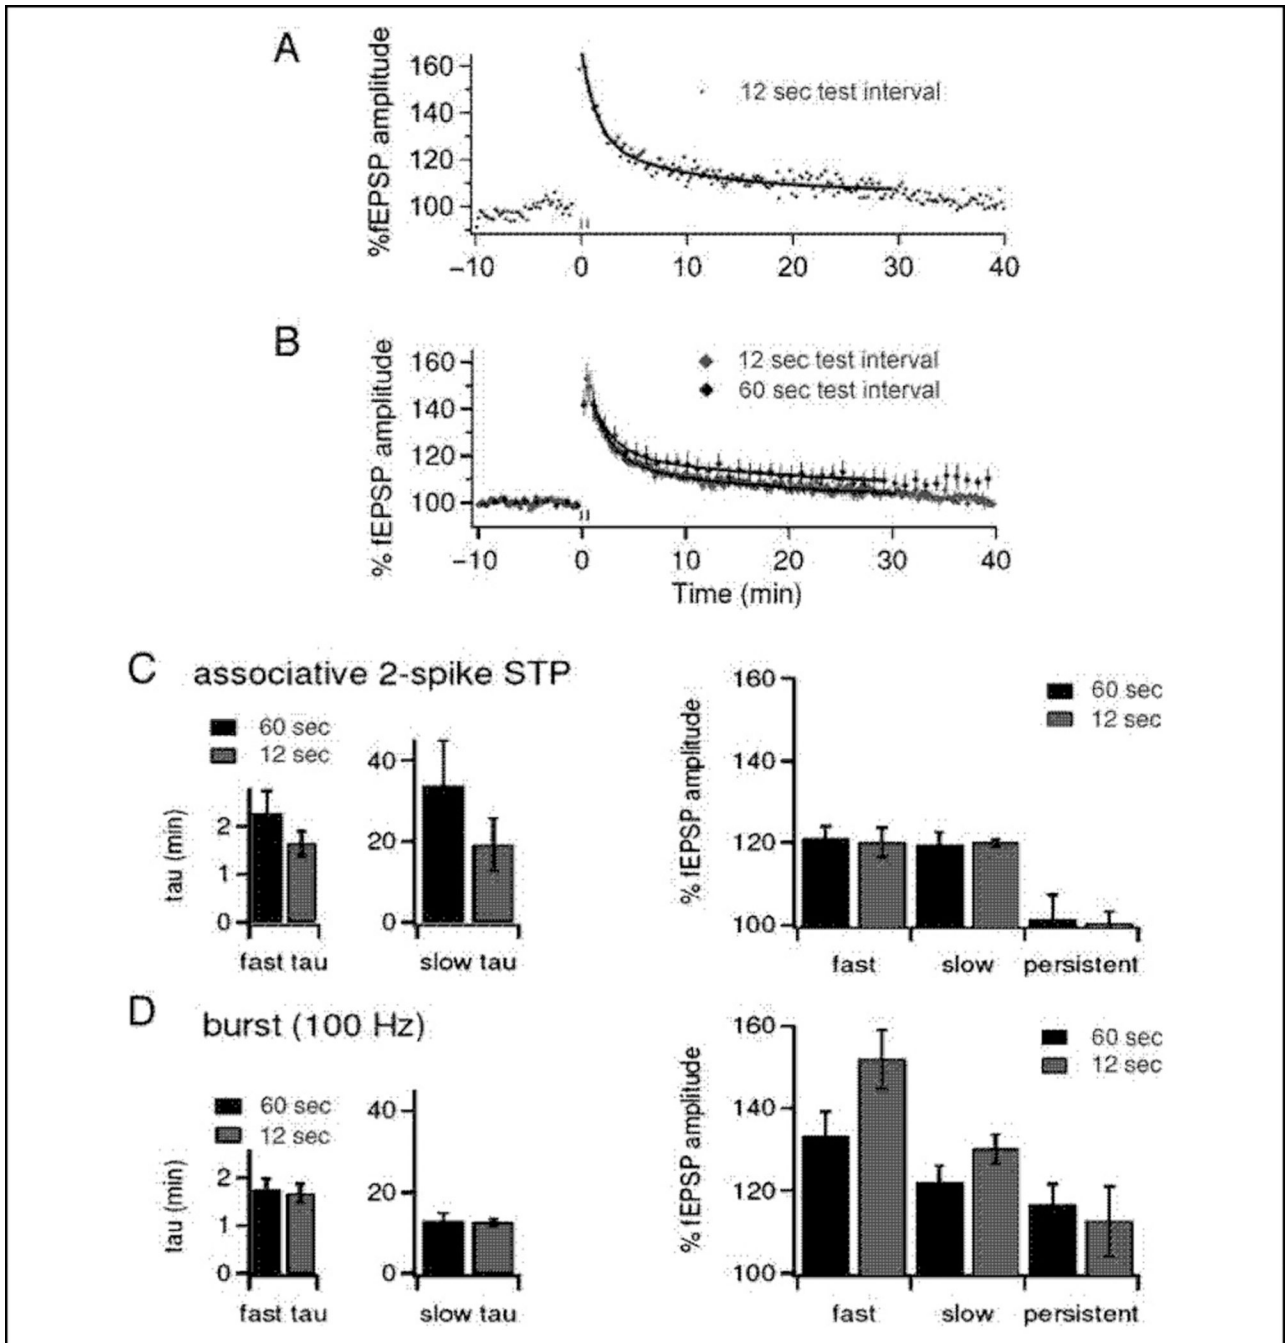 A
%fEPSP amplitude
160
140
120
100
12 sec test interval
−10 0 10 20 30 40
B
% fEPSP amplitude
160
140
120
100
12 sec test interval
60 sec test interval
−10 0 10 20 30 40
Time (min)
C associative 2-spike STP
60 sec
12 sec
tau (min)
2
1
0
fast tau
40
20
0
slow tau
% fEPSP amplitude
160
140
120
100
60 sec
12 sec
fast slow persistent
D burst (100 Hz)
60 sec
12 sec
tau (min)
2
1
0
fast tau
40
20
0
slow tau
% fEPSP amplitude
160
140
120
100
60 sec
12 sec
fast slow persistent